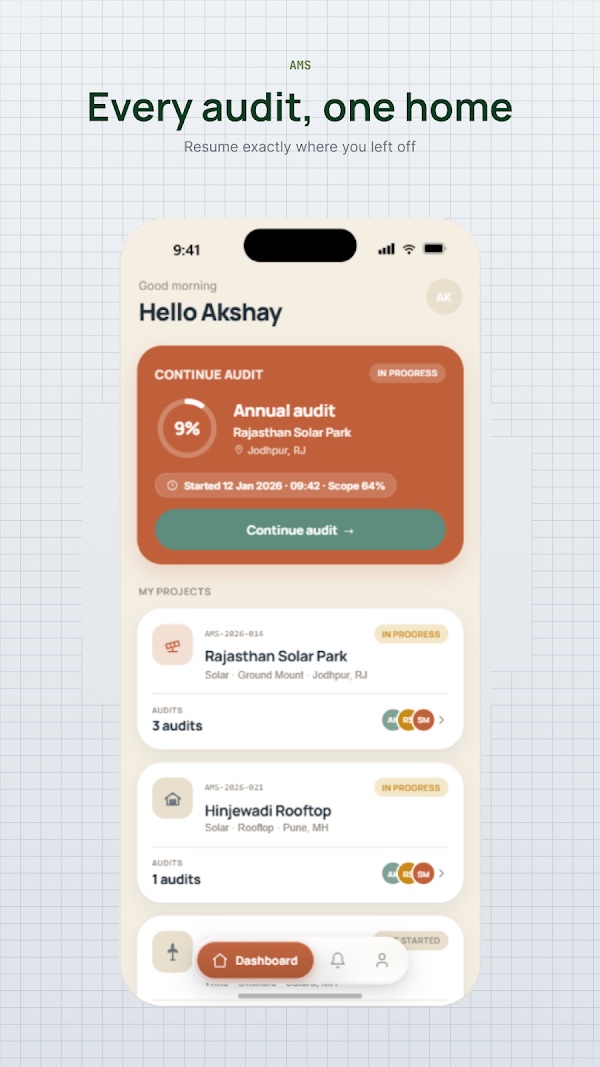 AMS
Every audit, one home
Resume exactly where you left off
9:41
Good morning
Hello Akshay
AK
CONTINUE AUDIT
IN PROGRESS
9%
Annual audit
Rajasthan Solar Park
Jodhpur, RJ
Started 12 Jan 2026 · 09:42 · Scope 64%
Continue audit →
MY PROJECTS
AMS-2026-014
IN PROGRESS
Rajasthan Solar Park
Solar · Ground Mount · Jodhpur, RJ
AUDITS
3 audits
SM
AMS-2026-021
IN PROGRESS
Hinjewadi Rooftop
Solar · Rooftop · Pune, MH
AUDITS
1 audits
SM
STARTED
Dashboard